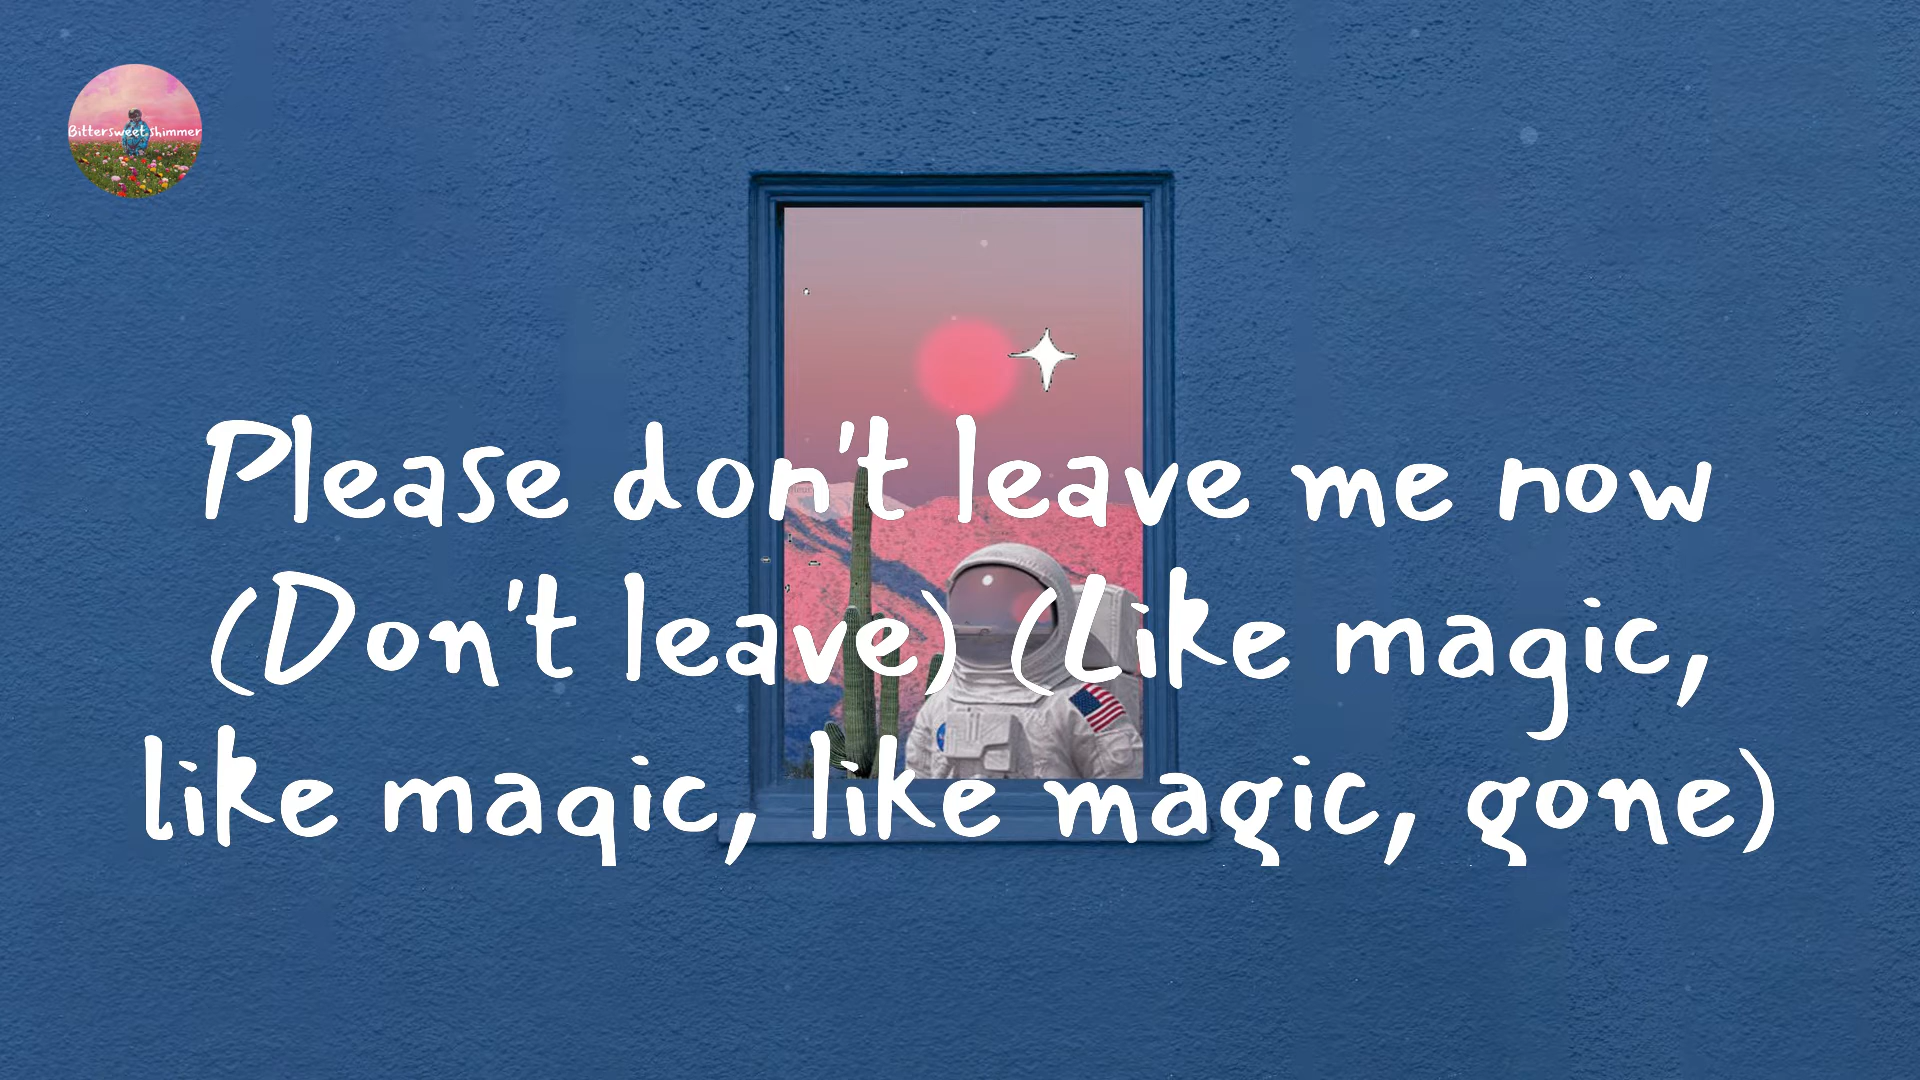 Bittersweet shimmer
Please don't leave me now
(Don't leave) (Like magic,
like magic, like magic, gone)